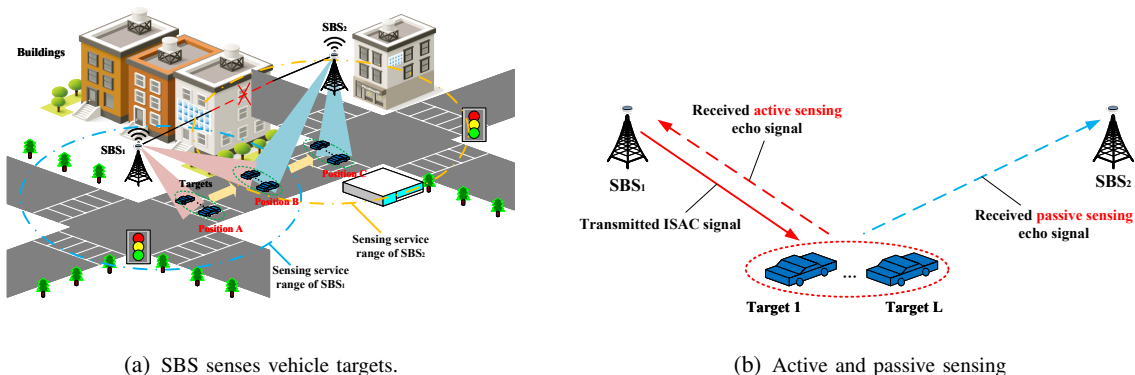 SBS₂
Buildings
SBS₁
Targets
Position C
Position B
Position A
Sensing service
range of SBS₂
Sensing service
range of SBS₁
(a) SBS senses vehicle targets.
Received active sensing
echo signal
SBS₁
SBS₂
Transmitted ISAC signal
Received passive sensing
echo signal
...
Target 1
Target L
(b) Active and passive sensing